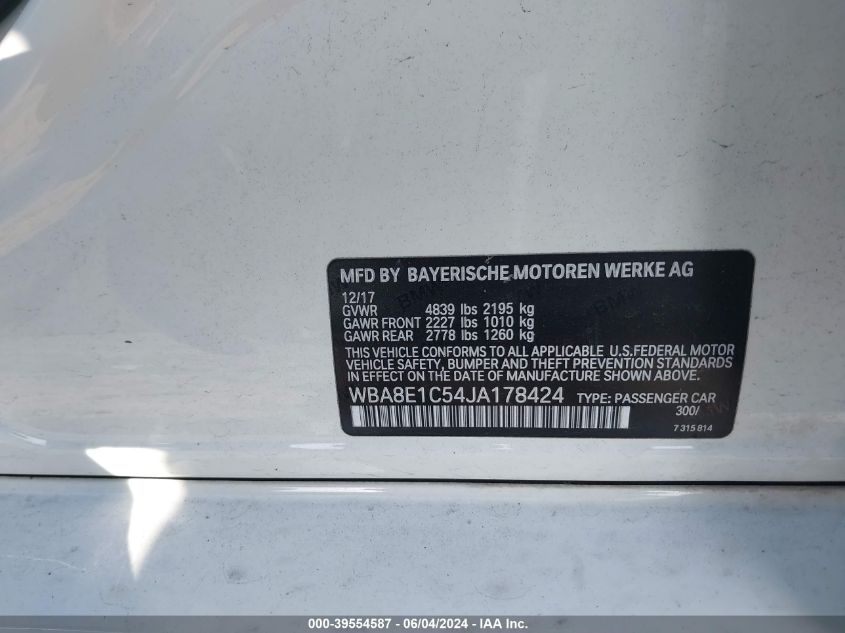 MFD BY BAYERISCHE MOTOREN WERKE AG
12/17
GVWR 4839 lbs 2195 kg
GAWR FRONT 2227 lbs 1010 kg
GAWR REAR 2778 lbs 1260 kg
THIS VEHICLE CONFORMS TO ALL APPLICABLE U.S.FEDERAL MOTOR
VEHICLE SAFETY, BUMPER AND THEFT PREVENTION STANDARDS
IN EFFECT ON THE DATE OF MANUFACTURE SHOWN ABOVE.
WBA8E1C54JA178424 TYPE: PASSENGER CAR
300/
7 315 814
000-39554587 - 06/04/2024 - IAA Inc.